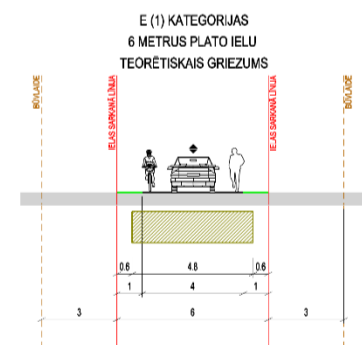 E (1) KATEGORIJAS
6 METRUS PLATO IELU
TEORĒTISKAIS GRIEZUMS
BŪVLAIDE
IELAS SARKANĀ LĪNIJA
IELAS SARKANĀ LĪNIJA
BŪVLAIDE
0.6 4.8 0.6
1 4 1
3 6 3